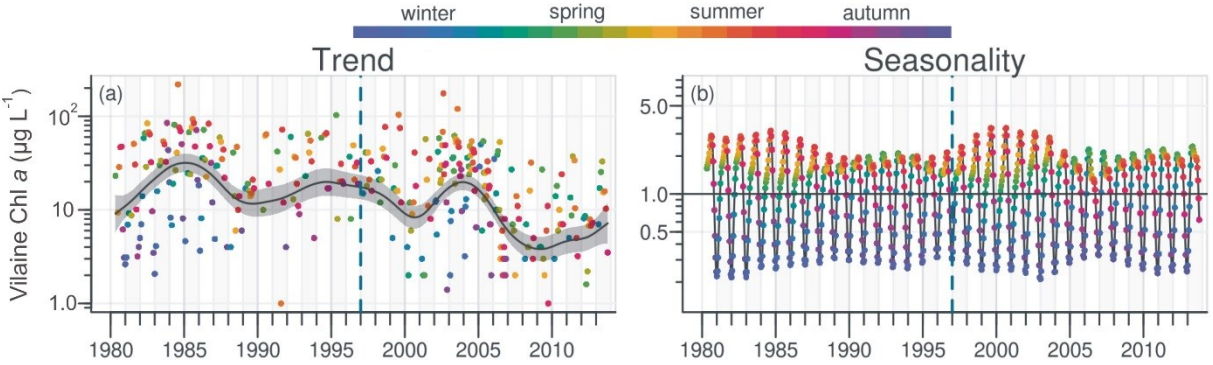 winter spring summer autumn
Trend Seasonality
Vilaine Chl a (µg L⁻¹)
(a)
10²
10
1.0
1980 1985 1990 1995 2000 2005 2010
(b)
5.0
1.0
0.5
1980 1985 1990 1995 2000 2005 2010